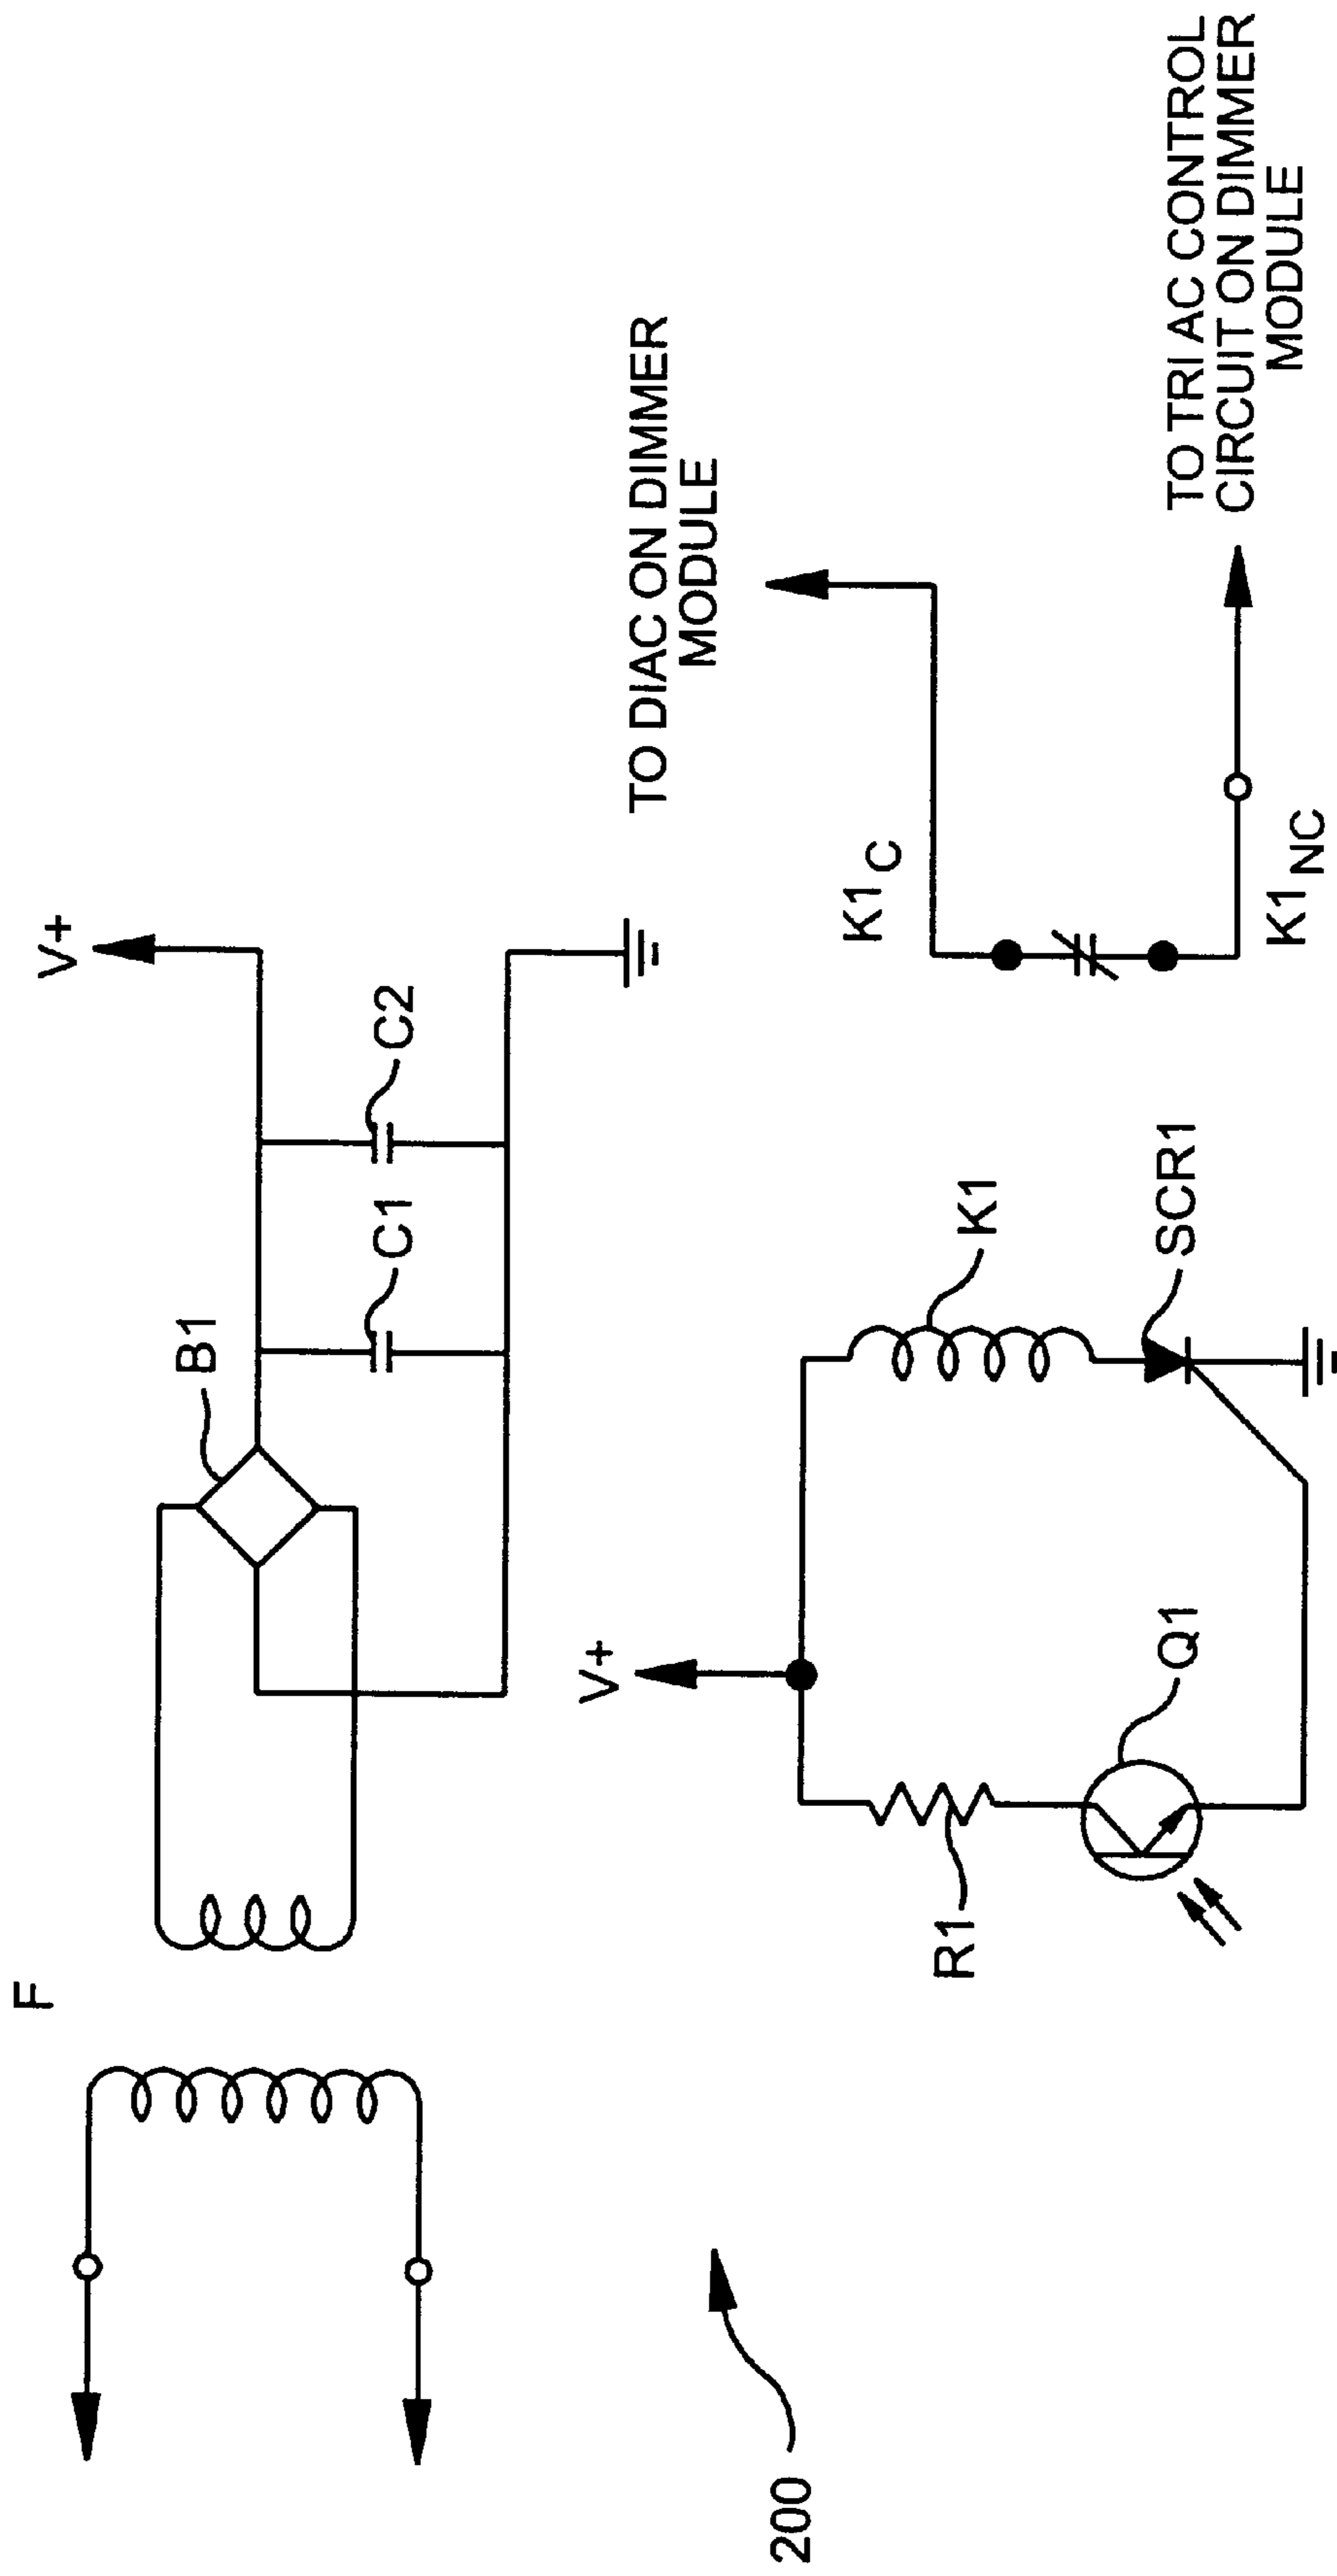 F
B1
V+
C1
C2
TO DIAC ON DIMMER
MODULE
V+
R1
Q1
K1
SCR1
K1C
K1NC
TO TRI AC CONTROL
CIRCUIT ON DIMMER
MODULE
200